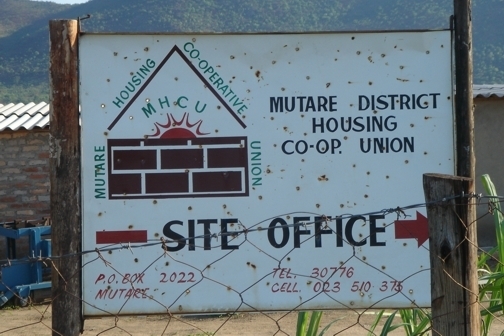 HOUSING CO-OPERATIVE
MHCU
MUTARE
UNION
MUTARE DISTRICT
HOUSING
CO-OP. UNION
SITE OFFICE
P.O. BOX 2022
MUTARE.
TEL. 30776
CELL. 023 510 375